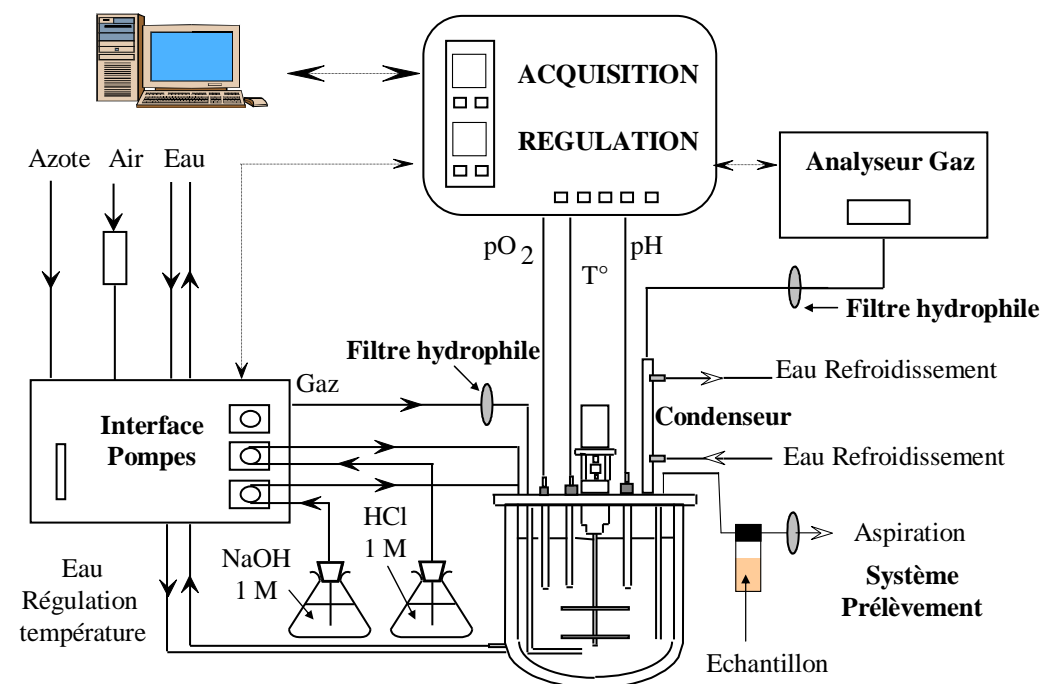 ACQUISITION
REGULATION
Azote Air Eau
Analyseur Gaz
pO2
T°
pH
Filtre hydrophile
Filtre hydrophile
Gaz
Eau Refroidissement
Interface
Pompes
Condenseur
Eau Refroidissement
HCl
1 M
NaOH
1 M
Aspiration
Eau
Régulation
température
Système
Prélèvement
Echantillon